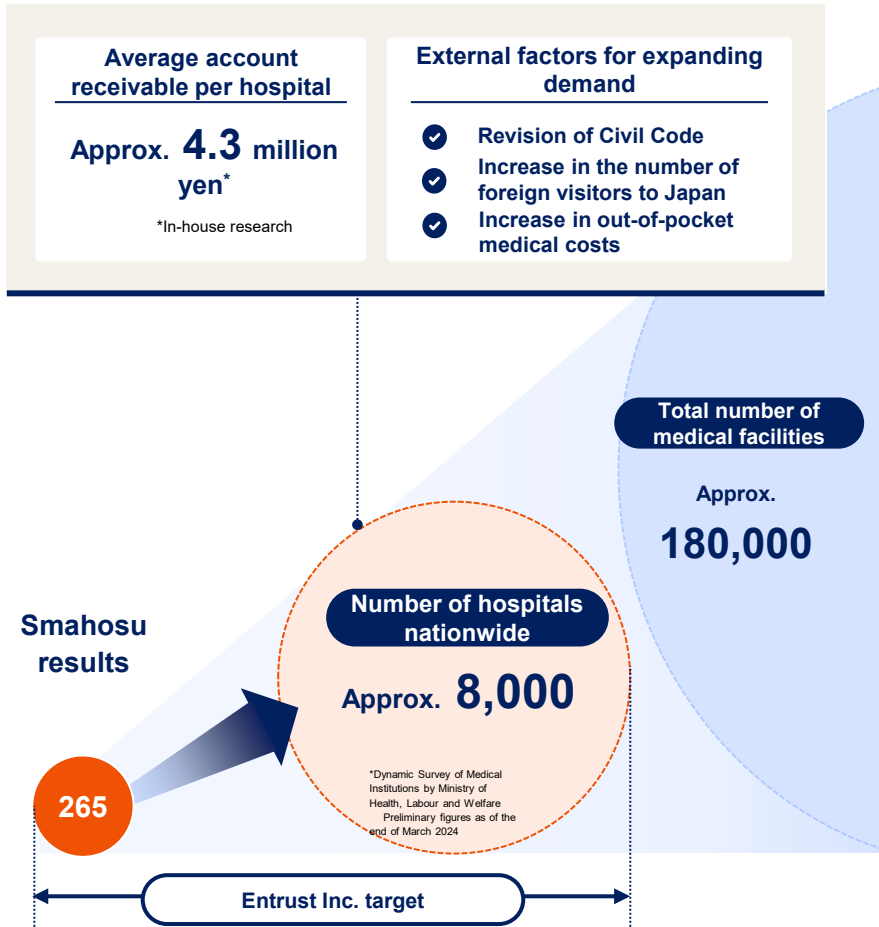 Average account
receivable per hospital
Approx. 4.3 million
yen*
*In-house research
External factors for expanding
demand
Revision of Civil Code
Increase in the number of
foreign visitors to Japan
Increase in out-of-pocket
medical costs
Total number of
medical facilities
Approx.
180,000
Number of hospitals
nationwide
Approx. 8,000
*Dynamic Survey of Medical
Institutions by Ministry of
Health, Labour and Welfare
Preliminary figures as of the
end of March 2024
Smahosu
results
265
Entrust Inc. target